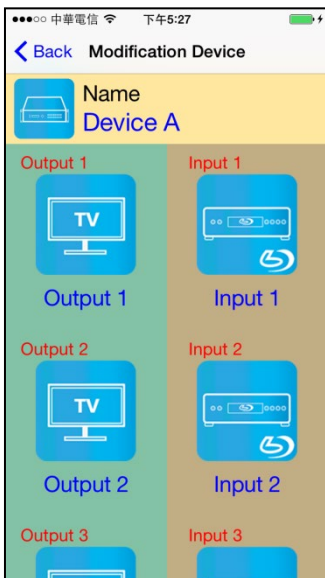 中華電信 下午5:27
Back Modification Device
Name
Device A
Output 1 Input 1
TV
Output 1 Input 1
Output 2 Input 2
TV
Output 2 Input 2
Output 3 Input 3